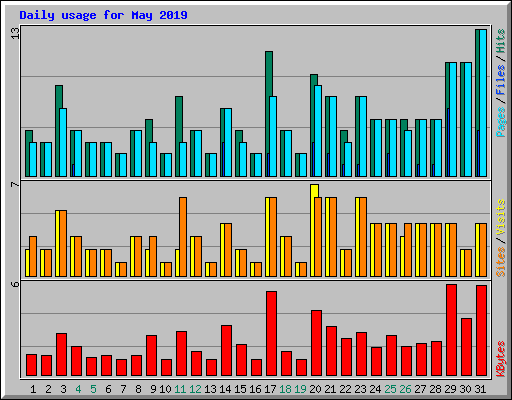 Daily usage for May 2019
13
Pages / Files / Hits
7
Sites / Visits
6
KBytes
1 2 3 4 5 6 7 8 9 10 11 12 13 14 15 16 17 18 19 20 21 22 23 24 25 26 27 28 29 30 31